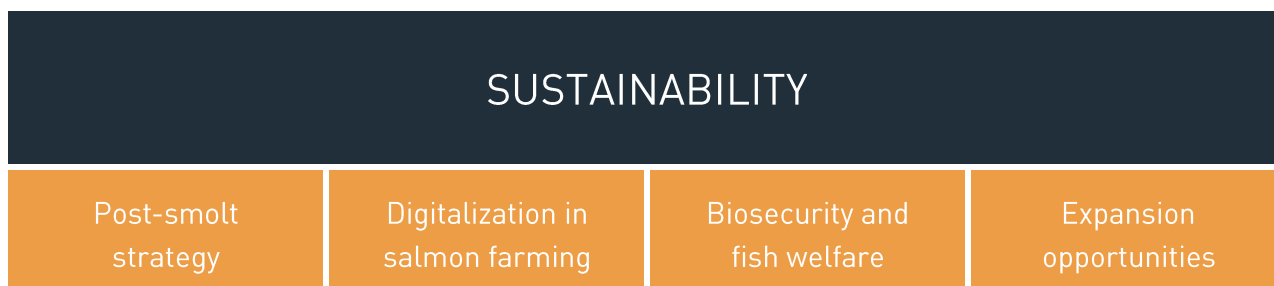 SUSTAINABILITY
Post-smolt
strategy
Digitalization in
salmon farming
Biosecurity and
fish welfare
Expansion
opportunities